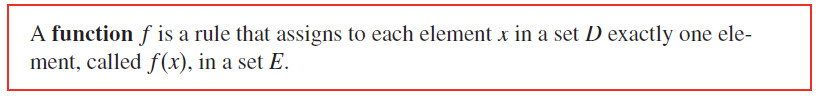 A function f is a rule that assigns to each element x in a set D exactly one ele-
ment, called f(x), in a set E.